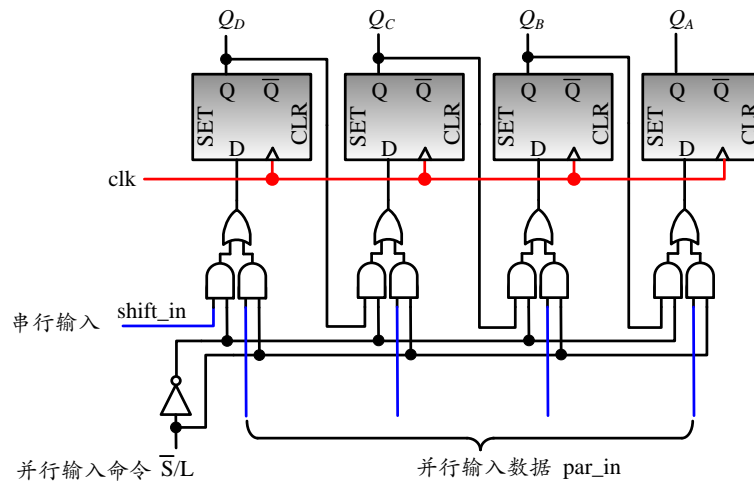 Q_D Q_C Q_B Q_A
Q Q̅ Q Q̅ Q Q̅ Q Q̅
SET CLR SET CLR SET CLR SET CLR
D D D D
clk
串行输入 shift_in
并行输入命令 S̅/L
并行输入数据 par_in